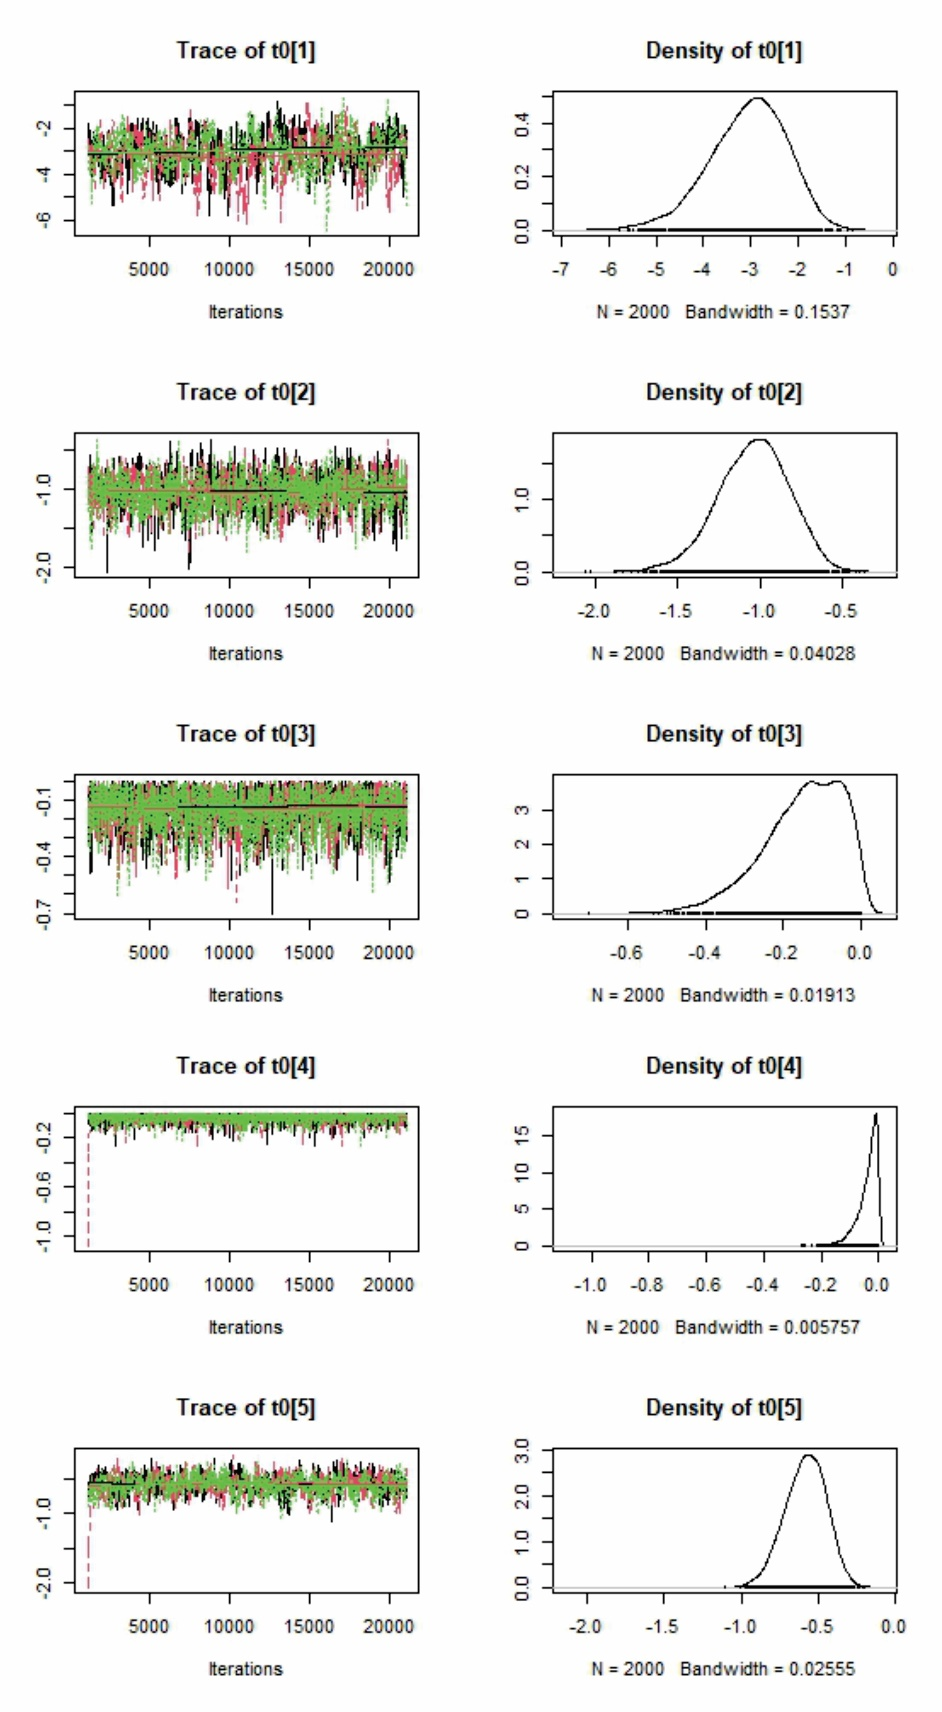 Trace of t0[1] Density of t0[1]
-2 -4 -6 0.4 0.2 0.0
5000 10000 15000 20000 -7 -6 -5 -4 -3 -2 -1 0
Iterations N = 2000 Bandwidth = 0.1537
Trace of t0[2] Density of t0[2]
-1.0 -2.0 1.0 0.0
5000 10000 15000 20000 -2.0 -1.5 -1.0 -0.5
Iterations N = 2000 Bandwidth = 0.04028
Trace of t0[3] Density of t0[3]
-0.1 -0.4 -0.7 3 2 1 0
5000 10000 15000 20000 -0.6 -0.4 -0.2 0.0
Iterations N = 2000 Bandwidth = 0.01913
Trace of t0[4] Density of t0[4]
-0.2 -0.6 -1.0 15 10 5 0
5000 10000 15000 20000 -1.0 -0.8 -0.6 -0.4 -0.2 0.0
Iterations N = 2000 Bandwidth = 0.005757
Trace of t0[5] Density of t0[5]
-1.0 -2.0 3.0 2.0 1.0 0.0
5000 10000 15000 20000 -2.0 -1.5 -1.0 -0.5 0.0
Iterations N = 2000 Bandwidth = 0.02555